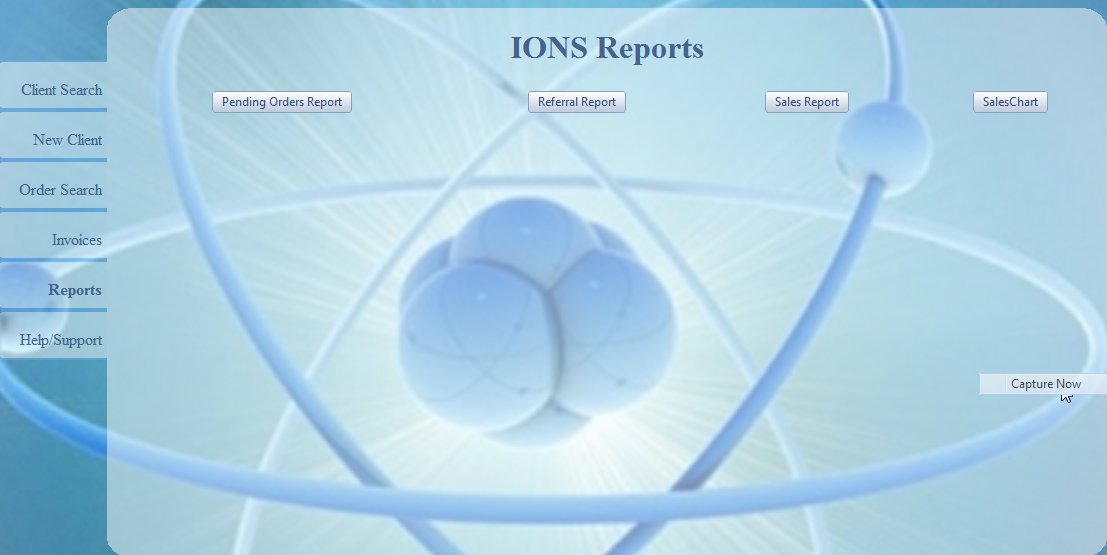 IONS Reports
Pending Orders Report Referral Report Sales Report SalesChart
Client Search
New Client
Order Search
Invoices
Reports
Help/Support
Capture Now